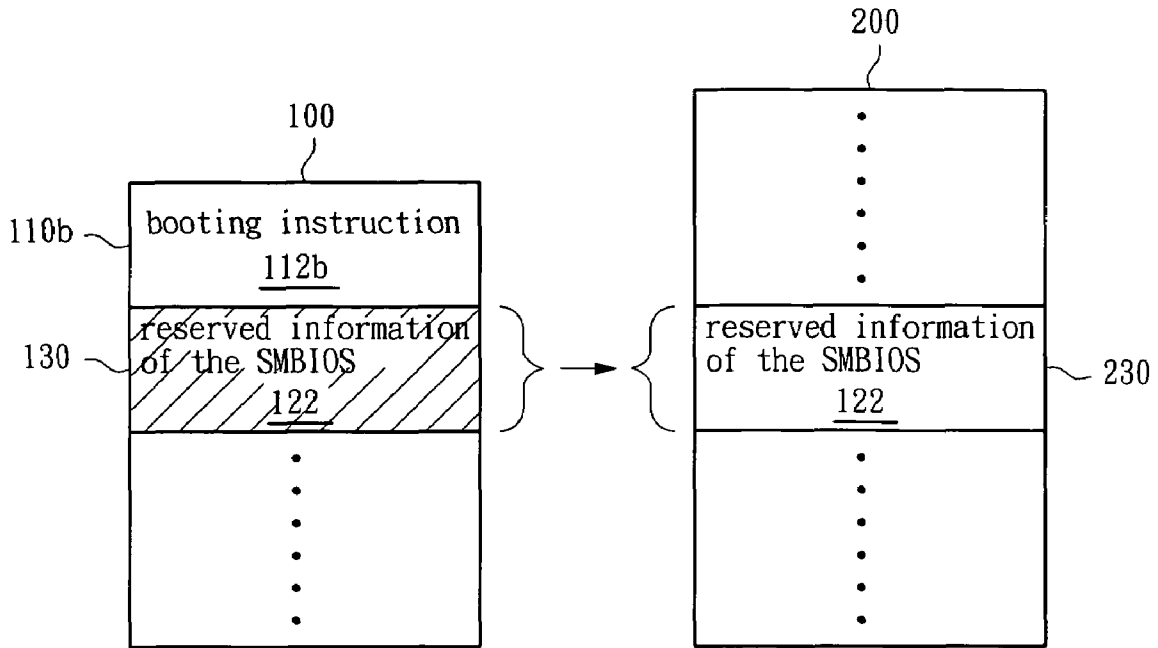 200
100
110b
booting instruction
112b
130
reserved information
of the SMBIOS
122
reserved information
of the SMBIOS
122
230